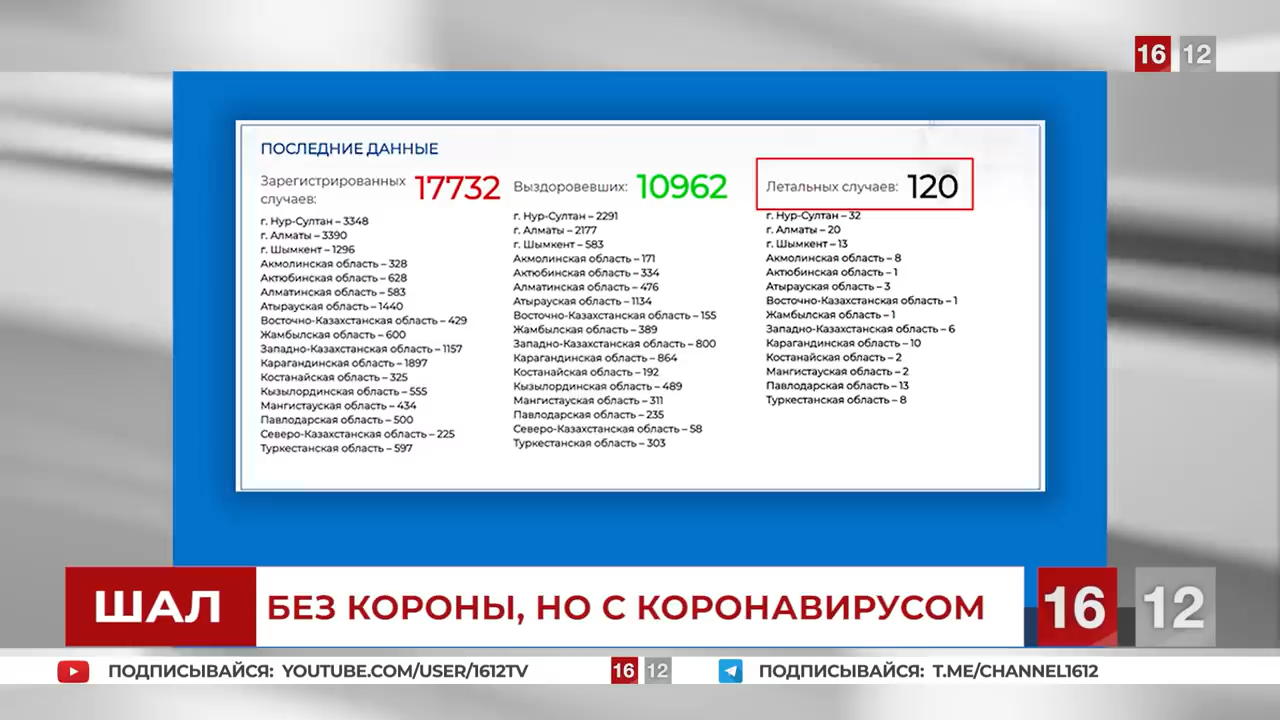 16 12
ПОСЛЕДНИЕ ДАННЫЕ
Зарегистрированных
случаев:
17732
г. Нур-Султан – 3348
г. Алматы – 3390
г. Шымкент – 1296
Акмолинская область – 328
Актюбинская область – 628
Алматинская область – 583
Атырауская область – 1440
Восточно-Казахстанская область – 429
Жамбылская область – 600
Западно-Казахстанская область – 1157
Карагандинская область – 1897
Костанайская область – 325
Кызылординская область – 555
Мангистауская область – 434
Павлодарская область – 500
Северо-Казахстанская область – 225
Туркестанская область – 597
Выздоровевших: 10962
г. Нур-Султан – 2291
г. Алматы – 2177
г. Шымкент – 583
Акмолинская область – 171
Актюбинская область – 334
Алматинская область – 476
Атырауская область – 1134
Восточно-Казахстанская область – 155
Жамбылская область – 389
Западно-Казахстанская область – 800
Карагандинская область – 864
Костанайская область – 192
Кызылординская область – 489
Мангистауская область – 311
Павлодарская область – 235
Северо-Казахстанская область – 58
Туркестанская область – 303
Летальных случаев: 120
г. Нур-Султан – 32
г. Алматы – 20
г. Шымкент – 13
Акмолинская область – 8
Актюбинская область – 1
Атырауская область – 3
Восточно-Казахстанская область – 1
Жамбылская область – 1
Западно-Казахстанская область – 6
Карагандинская область – 10
Костанайская область – 2
Мангистауская область – 2
Павлодарская область – 13
Туркестанская область – 8
ШАЛ БЕЗ КОРОНЫ, НО С КОРОНАВИРУСОМ 16 12
ПОДПИСЫВАЙСЯ: YOUTUBE.COM/USER/1612TV 16 12 ПОДПИСЫВАЙСЯ: T.ME/CHANNEL1612